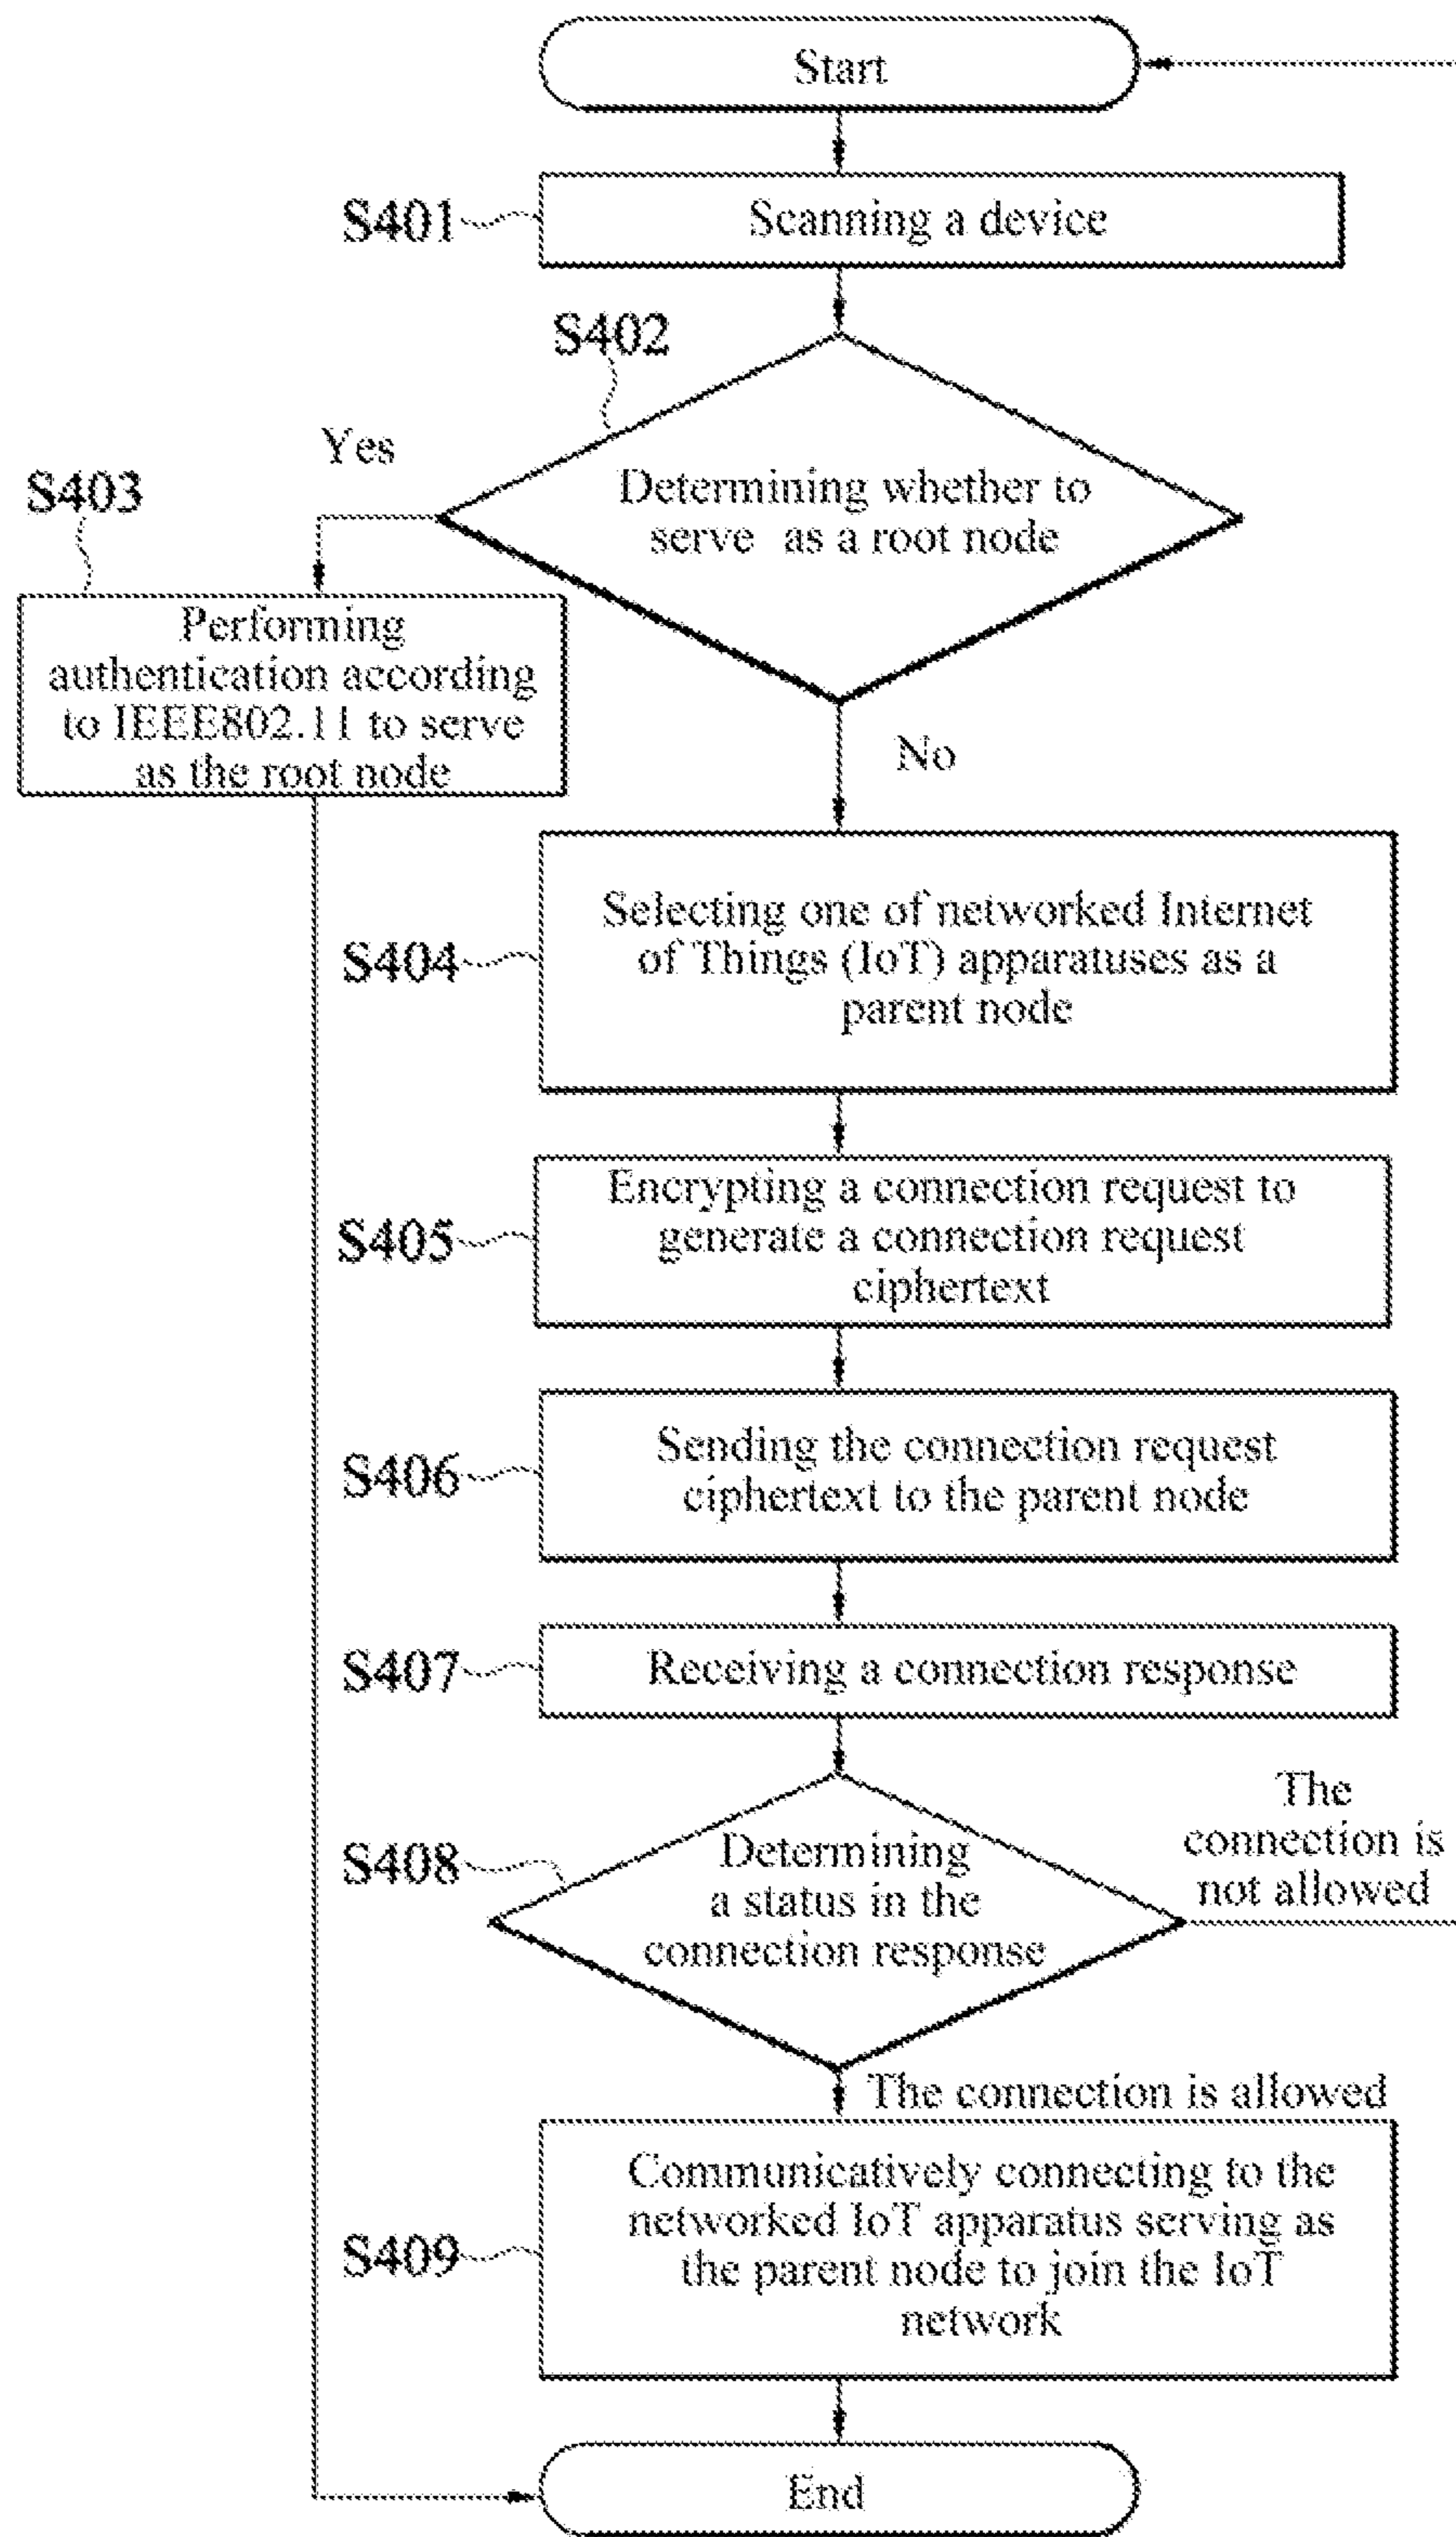 Start
S401
Scanning a device
S402
Yes
S403
Determining whether to
serve as a root node
Performing
authentication according
to IEEE802.11 to serve
as the root node
No
S404
Selecting one of networked Internet
of Things (IoT) apparatuses as a
parent node
S405
Encrypting a connection request to
generate a connection request
ciphertext
S406
Sending the connection request
ciphertext to the parent node
S407
Receiving a connection response
S408
Determining
a status in the
connection response
The
connection is
not allowed
The connection is allowed
S409
Communicatively connecting to the
networked IoT apparatus serving as
the parent node to join the IoT
network
End